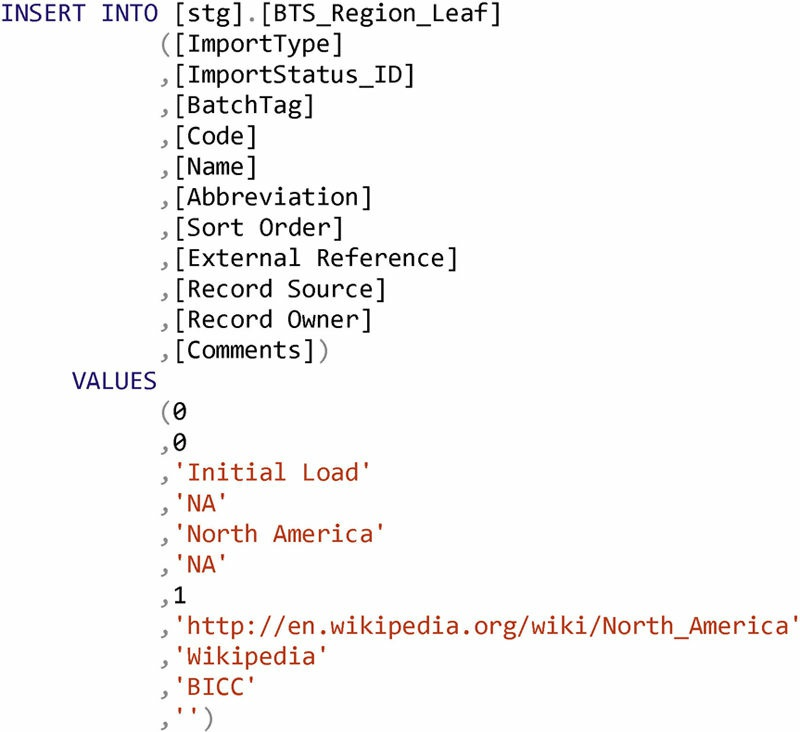 INSERT INTO [stg].[BTS_Region_Leaf]
([ImportType]
,[ImportStatus_ID]
,[BatchTag]
,[Code]
,[Name]
,[Abbreviation]
,[Sort Order]
,[External Reference]
,[Record Source]
,[Record Owner]
,[Comments])
VALUES
(0
,0
,'Initial Load'
,'NA'
,'North America'
,'NA'
,1
,'http://en.wikipedia.org/wiki/North_America'
,'Wikipedia'
,'BICC'
,'')